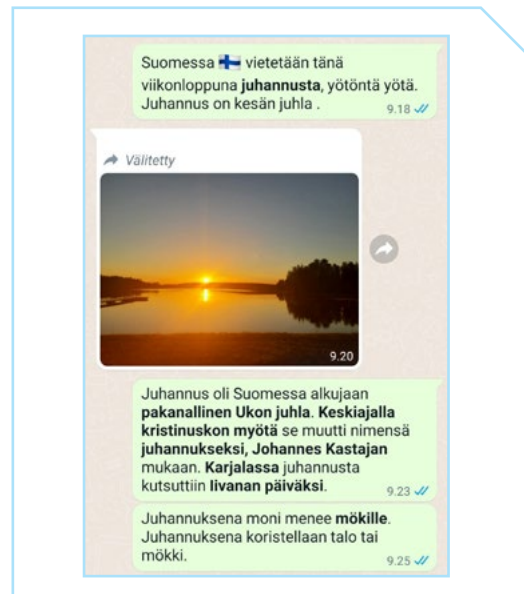 Suomessa 🇫🇮 vietetään tänä
viikonloppuna juhannusta, yötöntä yötä.
Juhannus on kesän juhla .
9.18
Välitetty
9.20
Juhannus oli Suomessa alkujaan
pakanallinen Ukon juhla. Keskiajalla
kristinuskon myötä se muutti nimensä
juhannukseksi, Johannes Kastajan
mukaan. Karjalassa juhannusta
kutsuttiin Iivanan päiväksi.
9.23
Juhannuksena moni menee mökille.
Juhannuksena koristellaan talo tai
mökki.
9.25